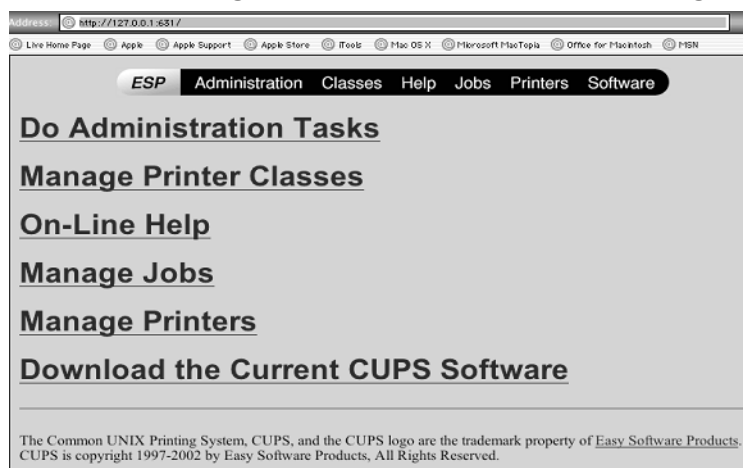 Address: @ http://127.0.0.1:631/
@ Live Home Page @ Apple @ Apple Support @ Apple Store @ iTools @ Mac OS X @ Microsoft MacTopia @ Office for Macintosh @ MSN
ESP Administration Classes Help Jobs Printers Software
Do Administration Tasks
Manage Printer Classes
On-Line Help
Manage Jobs
Manage Printers
Download the Current CUPS Software
The Common UNIX Printing System, CUPS, and the CUPS logo are the trademark property of Easy Software Products.
CUPS is copyright 1997-2002 by Easy Software Products, All Rights Reserved.